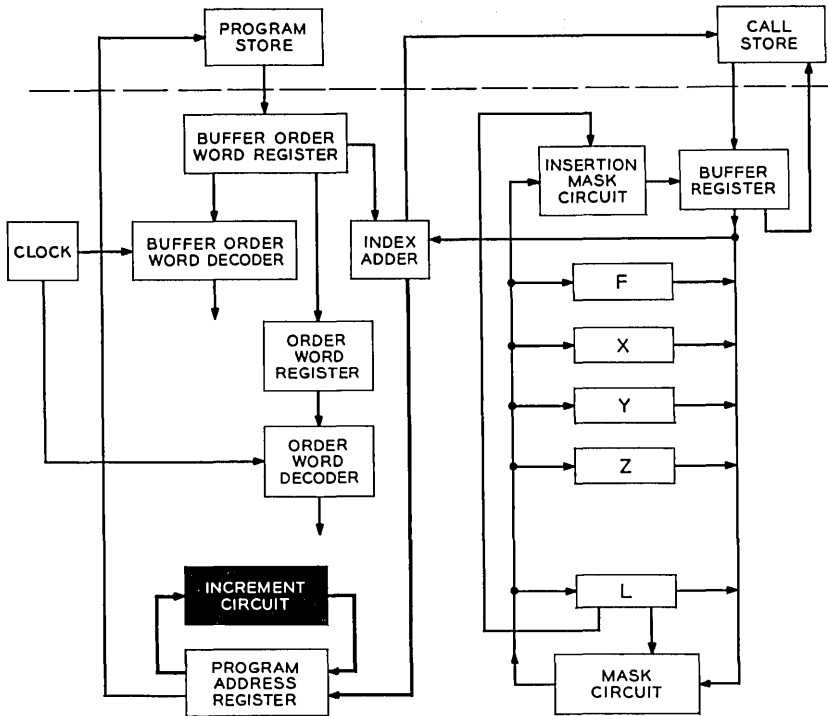 PROGRAM
STORE
CALL
STORE
BUFFER ORDER
WORD REGISTER
INSERTION
MASK
CIRCUIT
BUFFER
REGISTER
CLOCK
BUFFER ORDER
WORD DECODER
INDEX
ADDER
F
ORDER
WORD
REGISTER
X
Y
ORDER
WORD
DECODER
Z
INCREMENT
CIRCUIT
L
PROGRAM
ADDRESS
REGISTER
MASK
CIRCUIT